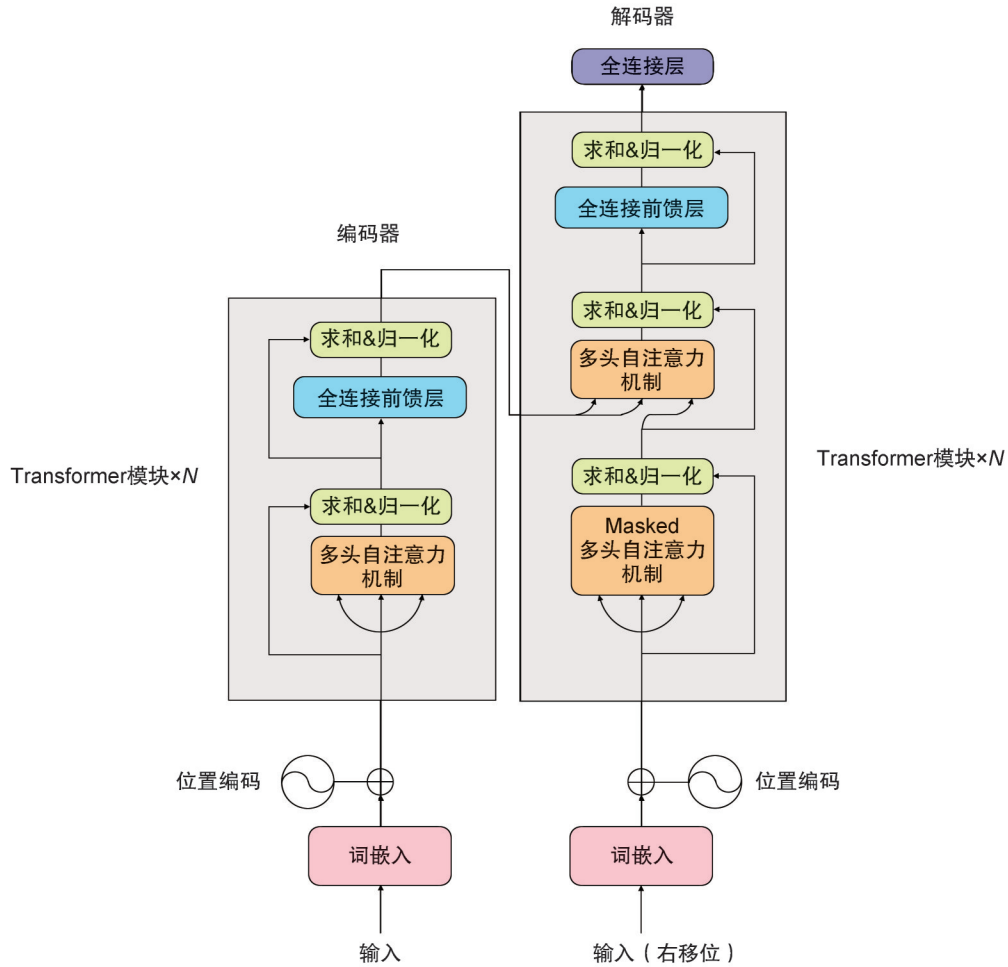 解码器
全连接层
求和&归一化
全连接前馈层
求和&归一化
多头自注意力
机制
求和&归一化
Masked
多头自注意力
机制
Transformer模块×N
位置编码
词嵌入
输入（右移位）
编码器
求和&归一化
全连接前馈层
求和&归一化
多头自注意力
机制
Transformer模块×N
位置编码
词嵌入
输入